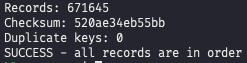 Records: 671645
Checksum: 520ae34eb55bb
Duplicate keys: 0
SUCCESS - all records are in order